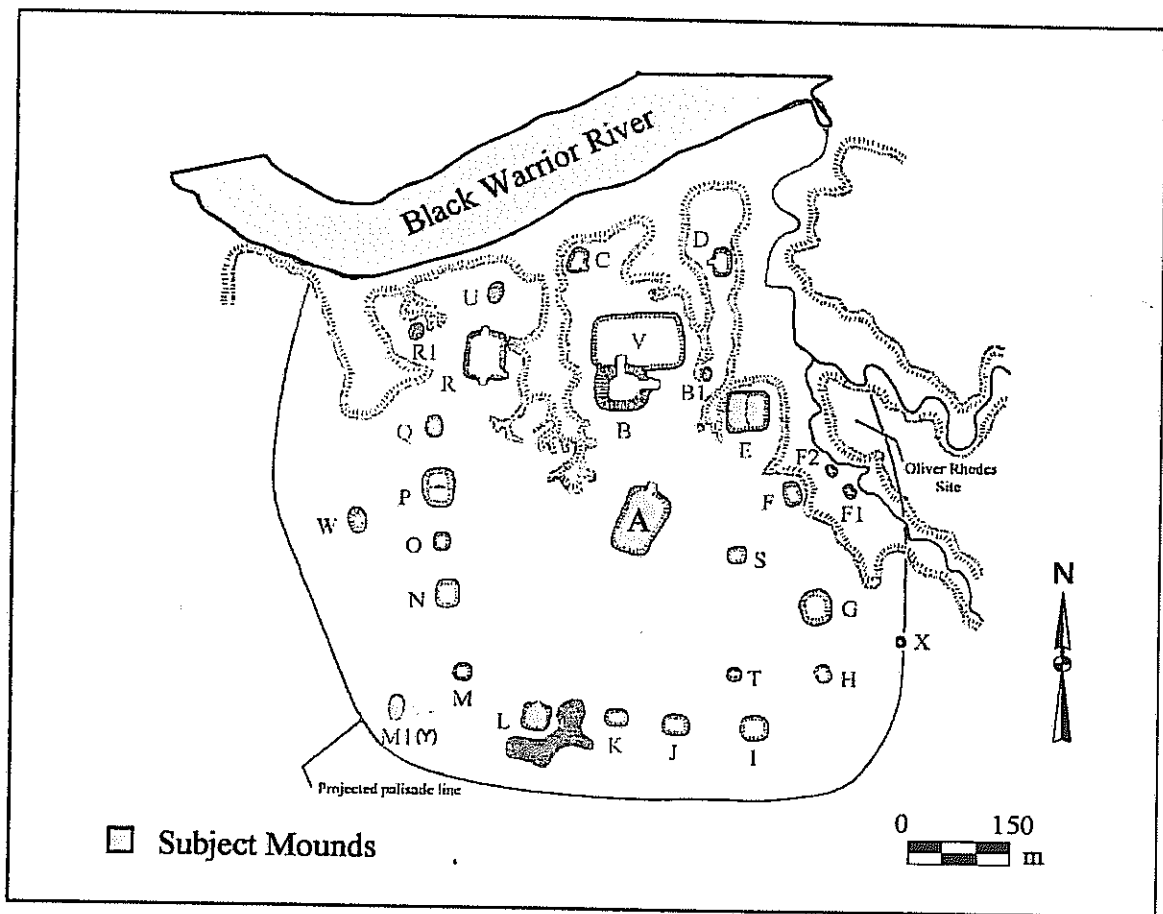 Black Warrior River
D
C
U
V
R1
R
B1
Q
B
E
F2
Oliver Rhodes
Site
P
F
F1
W
A
O
S
N
N
G
X
M
T
H
L
M1(Y)
K
J
I
Projected palisade line
0 150
m
Subject Mounds